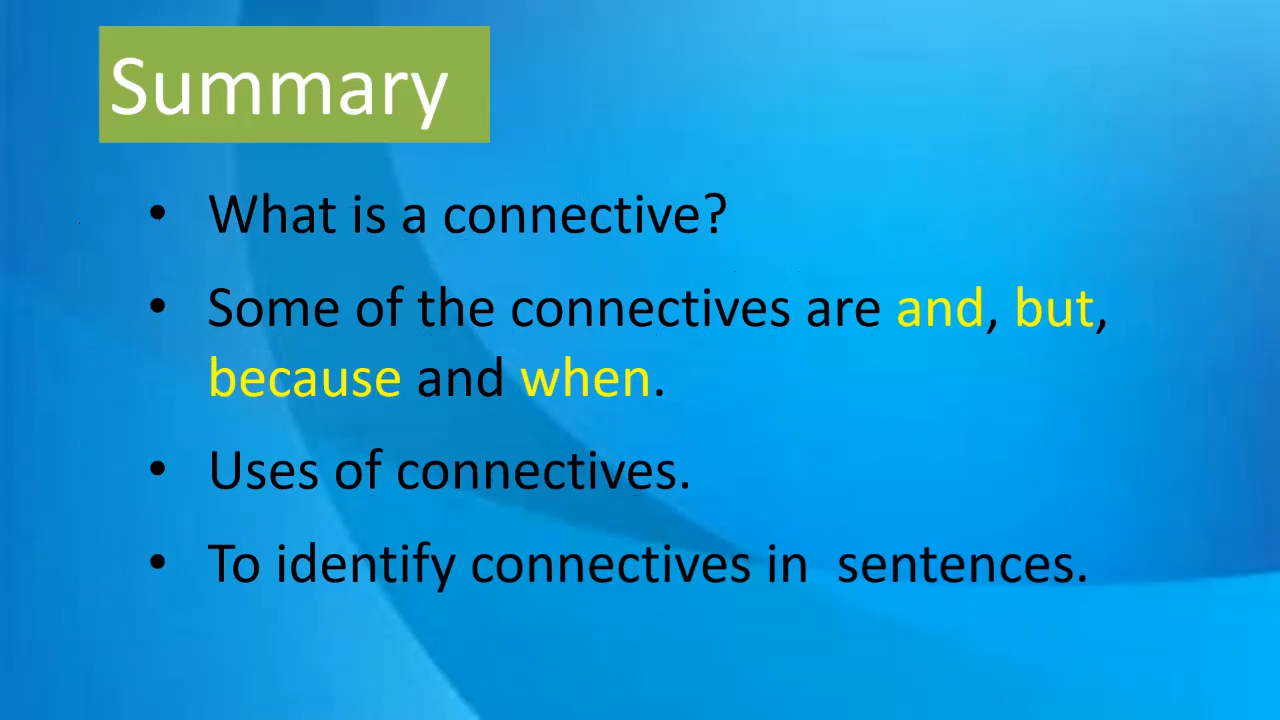 Summary
• What is a connective?
• Some of the connectives are and, but,
because and when.
• Uses of connectives.
• To identify connectives in  sentences.